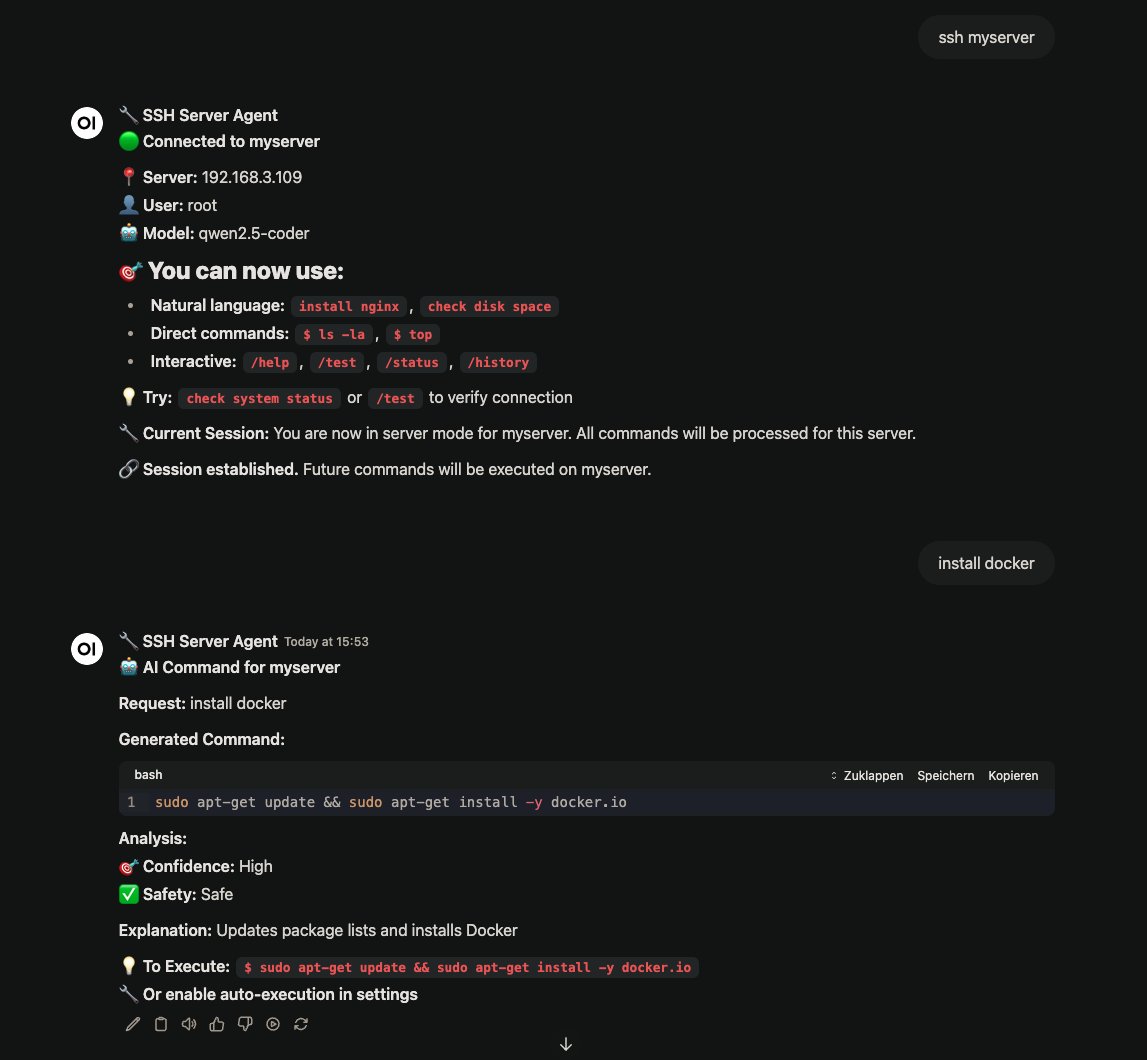 ssh myserver
OI
🔧 SSH Server Agent
🟢 Connected to myserver
📍 Server: 192.168.3.109
👤 User: root
🤖 Model: qwen2.5-coder
🎯 You can now use:
• Natural language: install nginx, check disk space
• Direct commands: $ ls -la, $ top
• Interactive: /help, /test, /status, /history
💡 Try: check system status or /test to verify connection
🔧 Current Session: You are now in server mode for myserver. All commands will be processed for this server.
🔗 Session established. Future commands will be executed on myserver.
install docker
OI
🔧 SSH Server Agent Today at 15:53
🤖 AI Command for myserver
Request: install docker
Generated Command:
bash Zuklappen Speichern Kopieren
1 sudo apt-get update && sudo apt-get install -y docker.io
Analysis:
🎯 Confidence: High
✅ Safety: Safe
Explanation: Updates package lists and installs Docker
💡 To Execute: $ sudo apt-get update && sudo apt-get install -y docker.io
🔧 Or enable auto-execution in settings